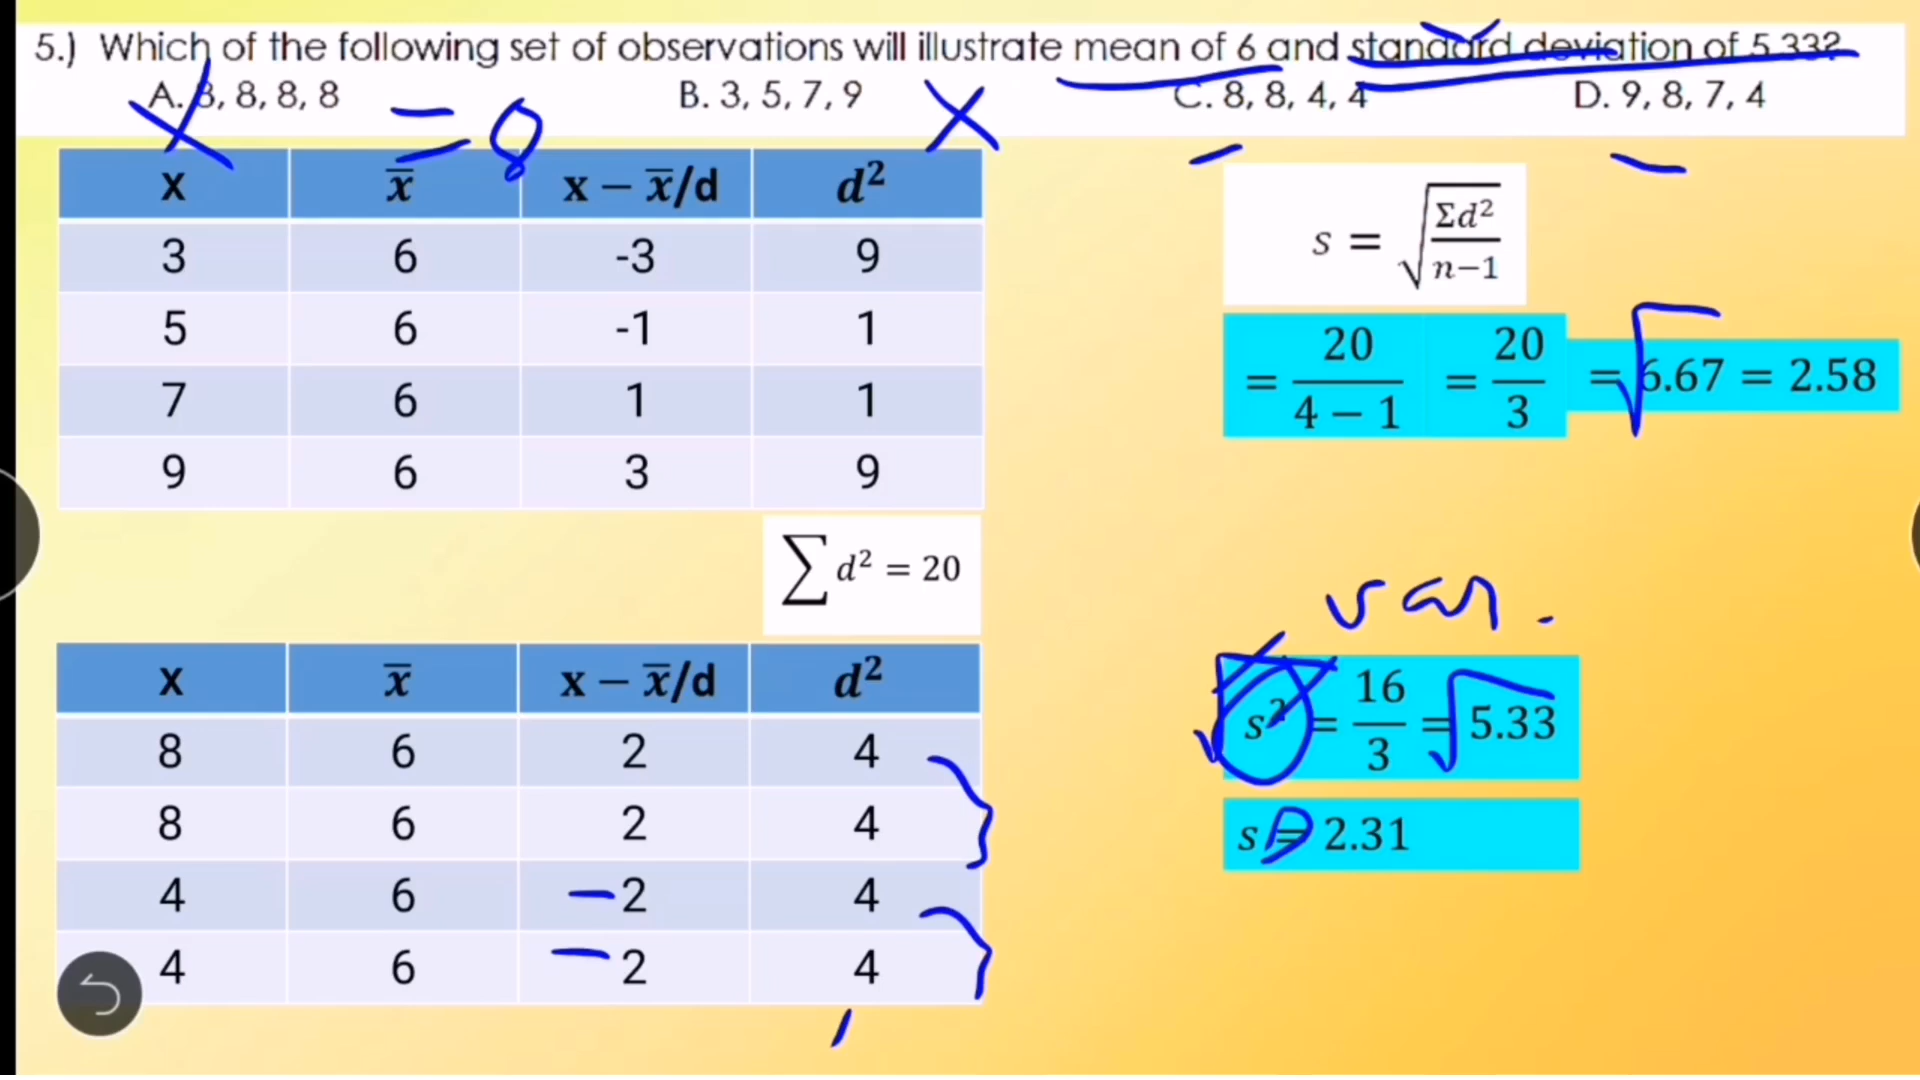 5.) Which of the following set of observations will illustrate mean of 6 and standard deviation of 5.33?
A. 8, 8, 8, 8 B. 3, 5, 7, 9 C. 8, 8, 4, 4 D. 9, 8, 7, 4
= 8
x x̅ x – x̅/d d²
3 6 -3 9
5 6 -1 1
7 6 1 1
9 6 3 9
∑ d² = 20
s = √(Σd²/n−1)
= 20/4 − 1 = 20/3 = √6.67 = 2.58
x x̅ x – x̅/d d²
8 6 2 4
8 6 2 4
4 6 -2 4
4 6 -2 4
var.
√s² = 16/3 = √5.33
s = 2.31